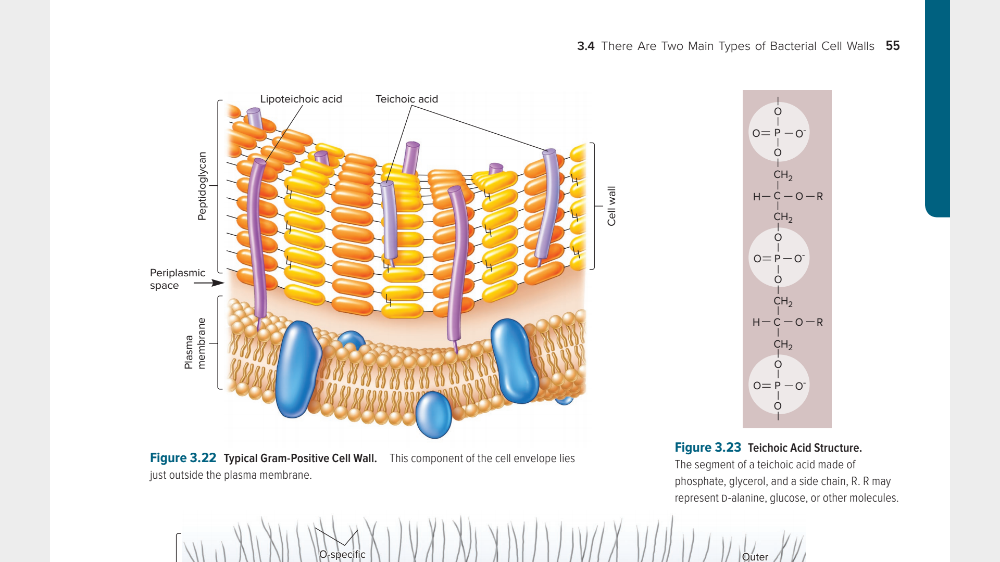 3.4 There Are Two Main Types of Bacterial Cell Walls 55
Lipoteichoic acid
Teichoic acid
Peptidoglycan
Cell wall
Periplasmic
space
Plasma
membrane
Figure 3.22 Typical Gram-Positive Cell Wall. This component of the cell envelope lies
just outside the plasma membrane.
O
O=P—O⁻
O
CH₂
H—C—O—R
CH₂
O
O=P—O⁻
O
CH₂
H—C—O—R
CH₂
O
O=P—O⁻
O
Figure 3.23 Teichoic Acid Structure.
The segment of a teichoic acid made of
phosphate, glycerol, and a side chain, R. R may
represent D-alanine, glucose, or other molecules.
O-specific
Outer